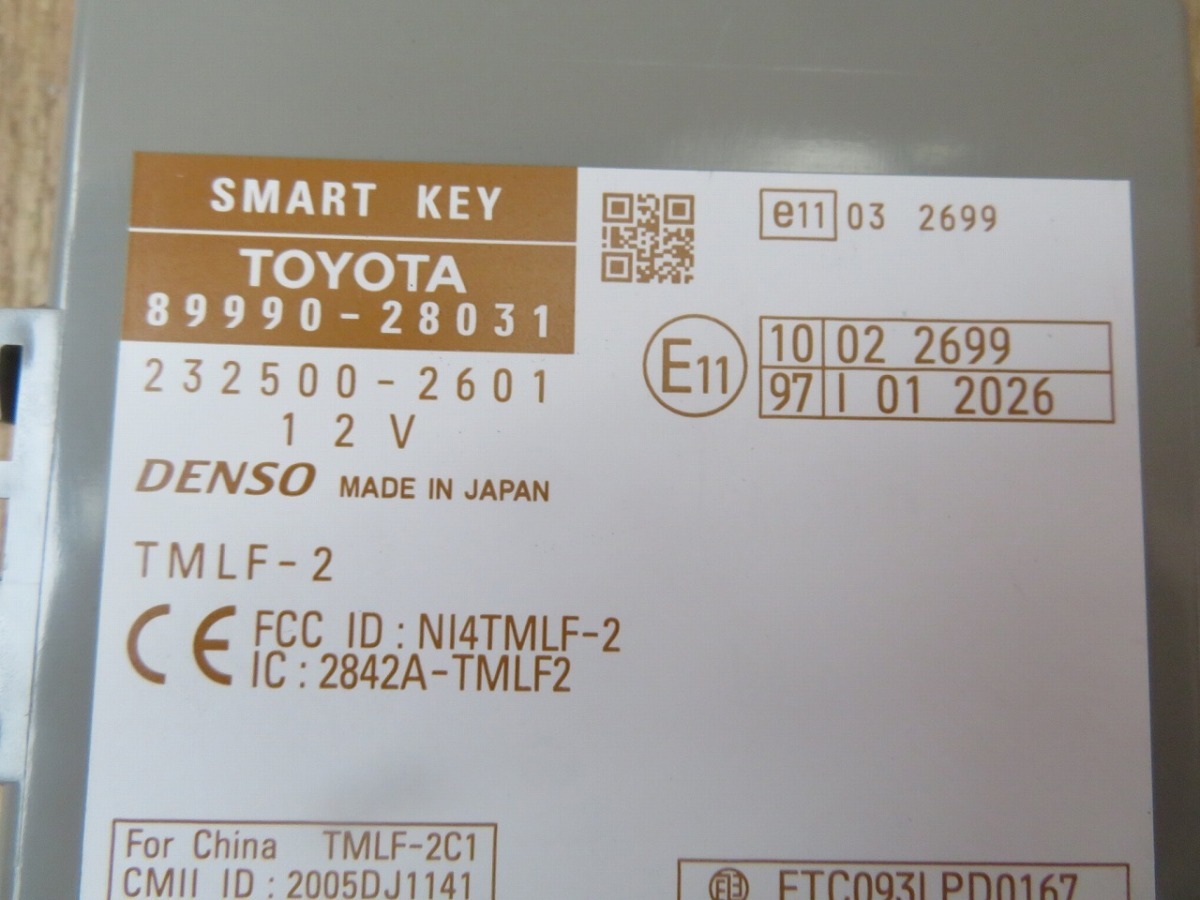 SMART KEY
TOYOTA
89990-28031
232500-2601
12V
DENSO MADE IN JAPAN
TMLF-2
CE FCC ID : NI4TMLF-2
IC : 2842A-TMLF2
e11 03 2699
E11
10 02 2699
97 I 01 2026
For China TMLF-2C1
CMII ID : 2005DJ1141
ETC093LPD0167